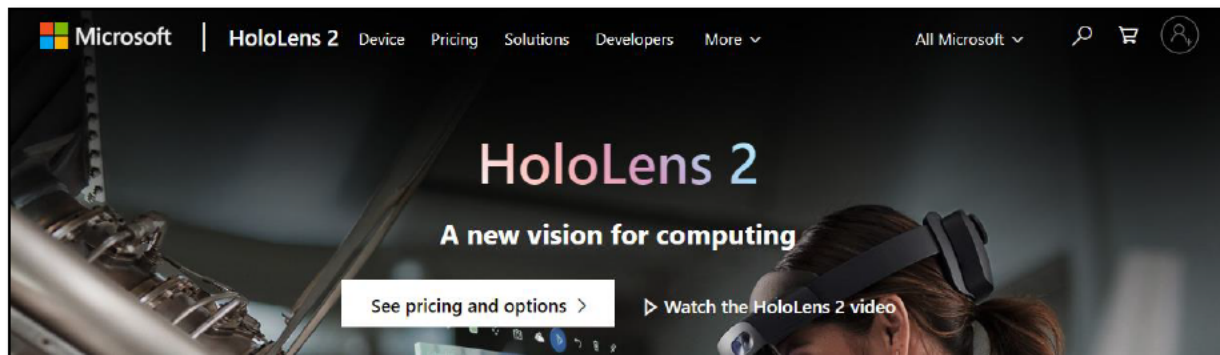 Microsoft | HoloLens 2 Device Pricing Solutions Developers More All Microsoft
HoloLens 2
A new vision for computing
See pricing and options >
Watch the HoloLens 2 video